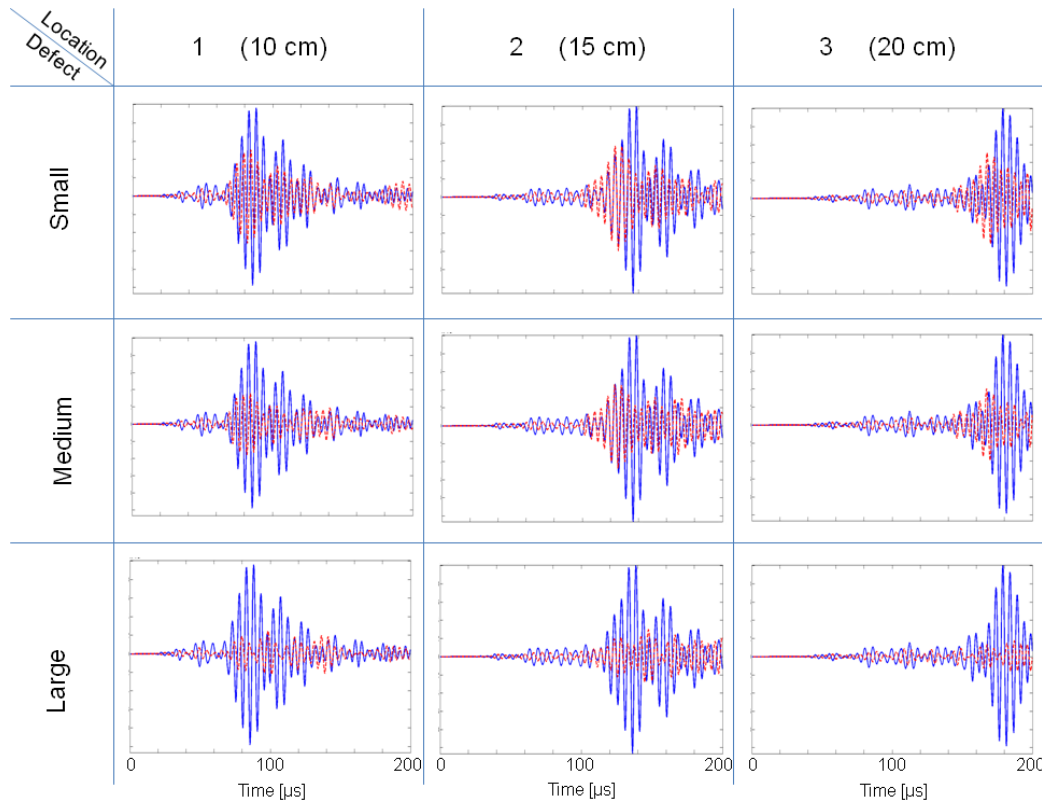 Location
Defect
1 (10 cm)
2 (15 cm)
3 (20 cm)
Small
Medium
Large
0 100 200
0 100 200
0 100 200
Time [µs]
Time [µs]
Time [µs]